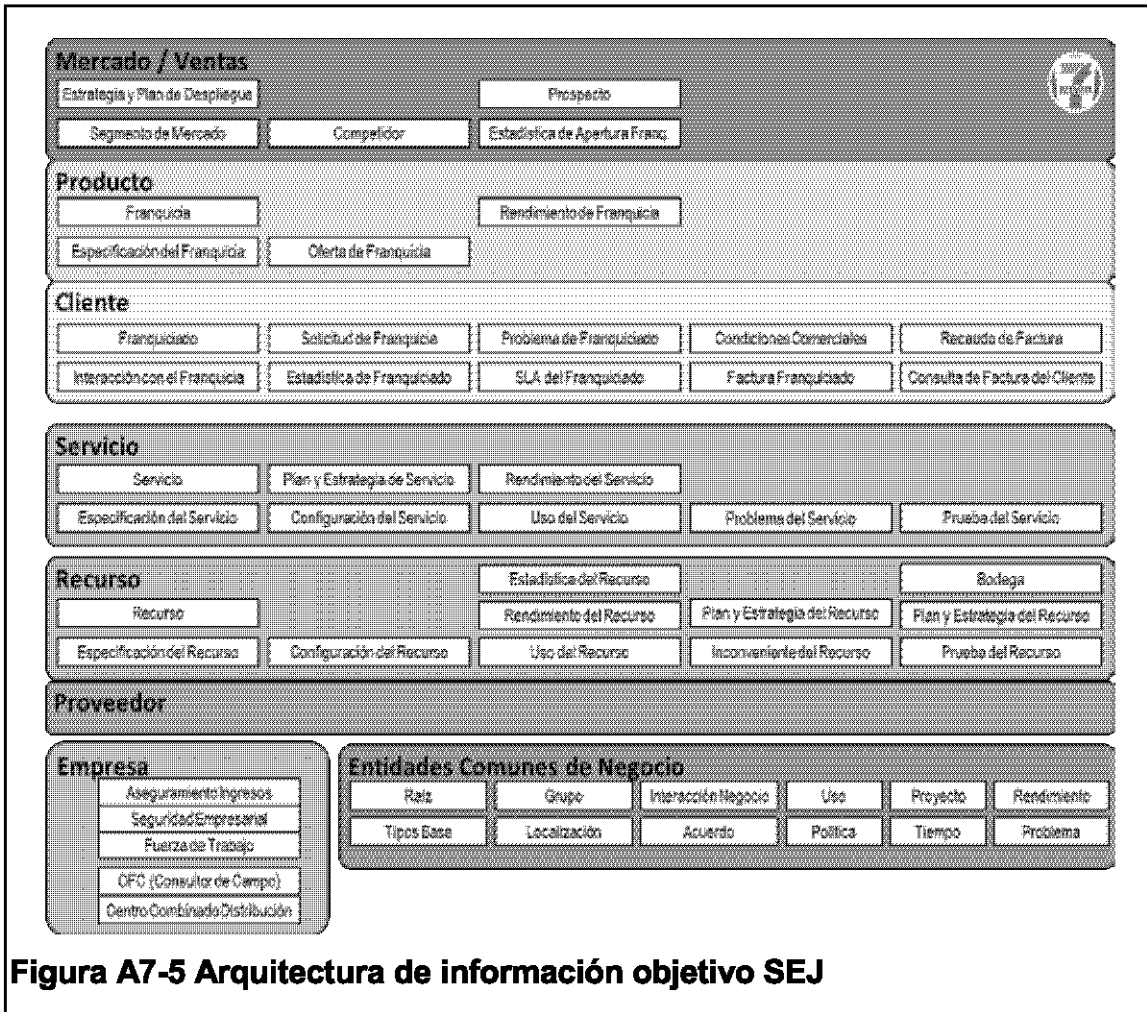 Mercado / Ventas
Estrategia y Plan de Despliegue
Prospecto
Segmento de Mercado
Competidor
Estadística de Apertura Franq.
Producto
Franquicia
Rendimiento de Franquicia
Especificación del Franquicia
Oferta de Franquicia
Cliente
Franquiciado
Solicitud de Franquicia
Problema de Franquiciado
Condiciones Comerciales
Recaudo de Factura
Interacción con el Franquicia
Estadística de Franquiciado
SLA del Franquiciado
Factura Franquiciado
Consulta de Factura del Cliente
Servicio
Servicio
Plan y Estrategia de Servicio
Rendimiento del Servicio
Especificación del Servicio
Configuración del Servicio
Uso del Servicio
Problema del Servicio
Prueba del Servicio
Recurso
Estadística del Recurso
Bodega
Recurso
Rendimiento del Recurso
Plan y Estrategia del Recurso
Plan y Estrategia del Recurso
Especificación del Recurso
Configuración del Recurso
Uso del Recurso
Inconveniente del Recurso
Prueba del Recurso
Proveedor
Empresa
Aseguramiento Ingresos
Seguridad Empresarial
Fuerza de Trabajo
OFC (Consultor de Campo)
Centro Combinado Distribución
Entidades Comunes de Negocio
Raíz
Grupo
Interacción Negocio
Uso
Proyecto
Rendimiento
Tipos Base
Localización
Acuerdo
Política
Tiempo
Problema
Figura A7-5 Arquitectura de información objetivo SEJ